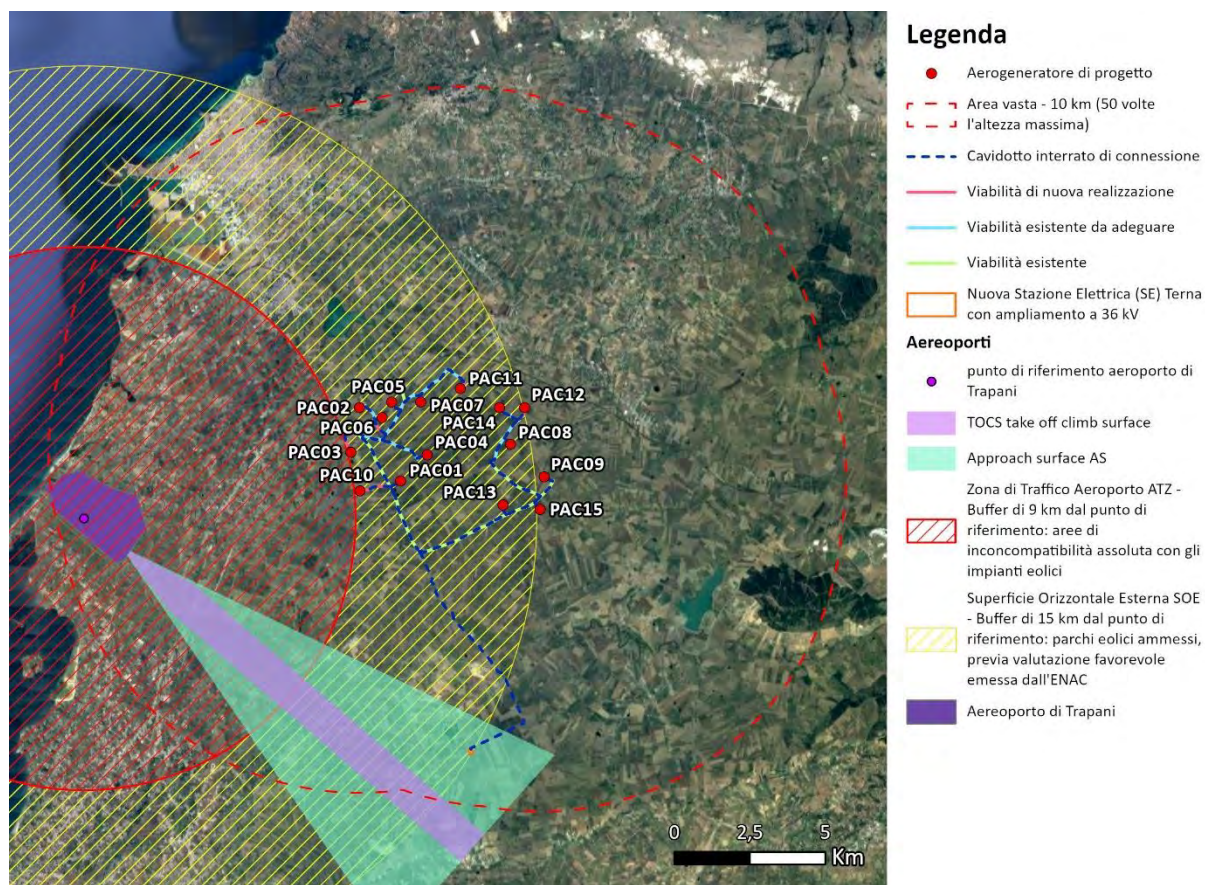 Legenda
Aerogeneratore di progetto
Area vasta - 10 km (50 volte
l'altezza massima)
Cavidotto interrato di connessione
Viabilità di nuova realizzazione
Viabilità esistente da adeguare
Viabilità esistente
Nuova Stazione Elettrica (SE) Terna
con ampliamento a 36 kV
Aereoporti
punto di riferimento aeroporto di
Trapani
TOCS take off climb surface
Approach surface AS
Zona di Traffico Aeroporto ATZ -
Buffer di 9 km dal punto di
riferimento: aree di
inconcompatibilità assoluta con gli
impianti eolici
Superficie Orizzontale Esterna SOE
- Buffer di 15 km dal punto di
riferimento: parchi eolici ammessi,
previa valutazione favorevole
emessa dall'ENAC
Aereoporto di Trapani
PAC11
PAC05
PAC02
PAC07
PAC12
PAC14
PAC06
PAC04
PAC08
PAC03
PAC01
PAC09
PAC10
PAC13
PAC15
0 2,5 5
Km